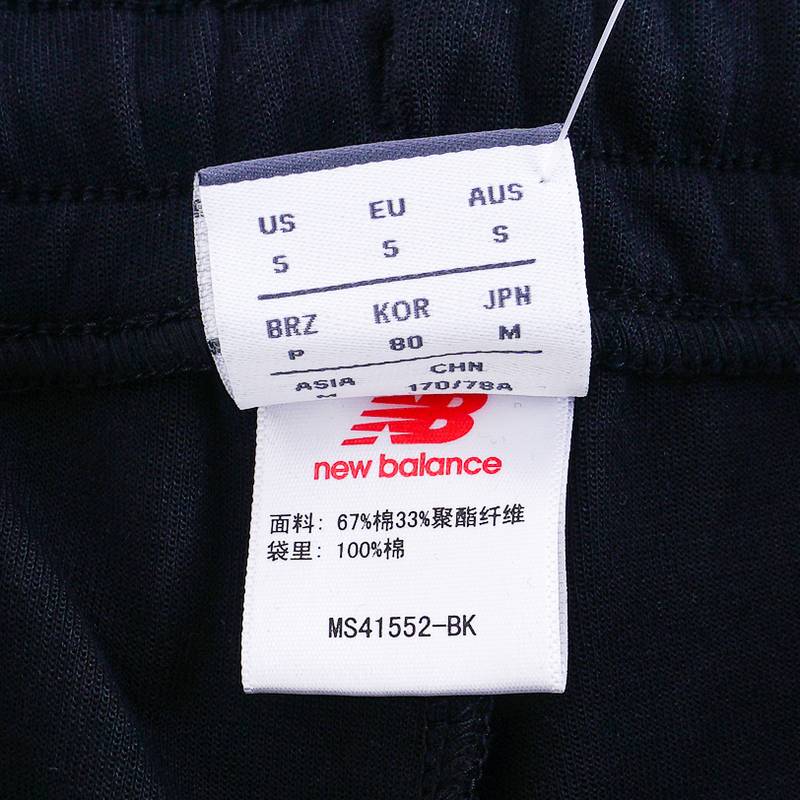 US EU AUS
S S S
BRZ KOR JPN
P 80 M
ASIA CHN
M 170/78A
NB
new balance
面料: 67%棉33%聚酯纤维
袋里: 100%棉
MS41552-BK